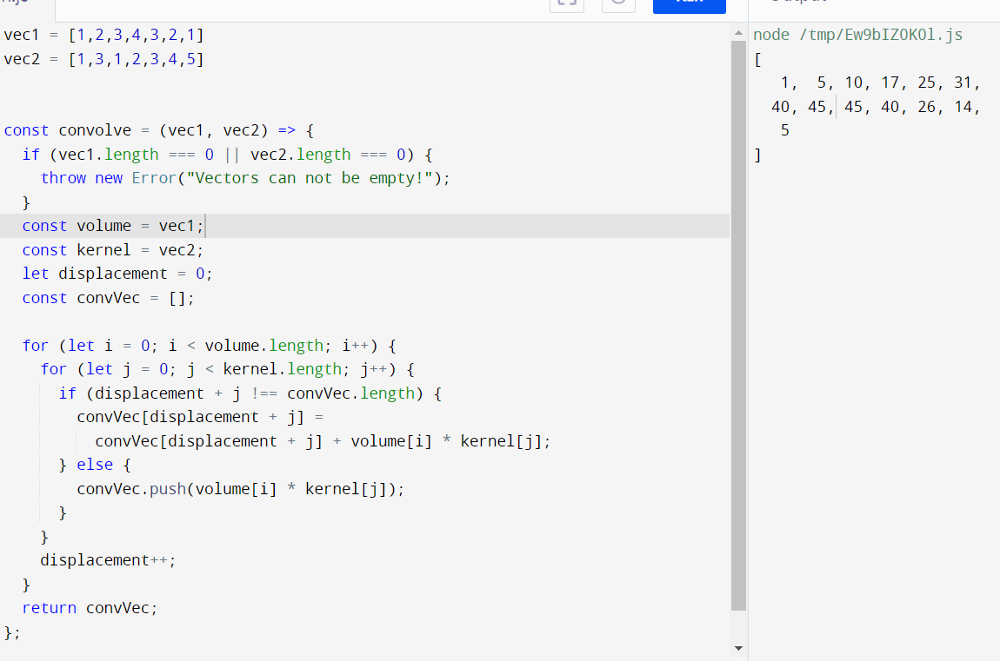 vec1 = [1,2,3,4,3,2,1]
vec2 = [1,3,1,2,3,4,5]
const convolve = (vec1, vec2) => {
if (vec1.length === 0 || vec2.length === 0) {
throw new Error("Vectors can not be empty!");
}
const volume = vec1;
const kernel = vec2;
let displacement = 0;
const convVec = [];
for (let i = 0; i < volume.length; i++) {
for (let j = 0; j < kernel.length; j++) {
if (displacement + j !== convVec.length) {
convVec[displacement + j] =
convVec[displacement + j] + volume[i] * kernel[j];
} else {
convVec.push(volume[i] * kernel[j]);
}
}
displacement++;
}
return convVec;
};
node /tmp/Ew9bIZ0KOl.js
[
1, 5, 10, 17, 25, 31,
40, 45, 45, 40, 26, 14,
5
]